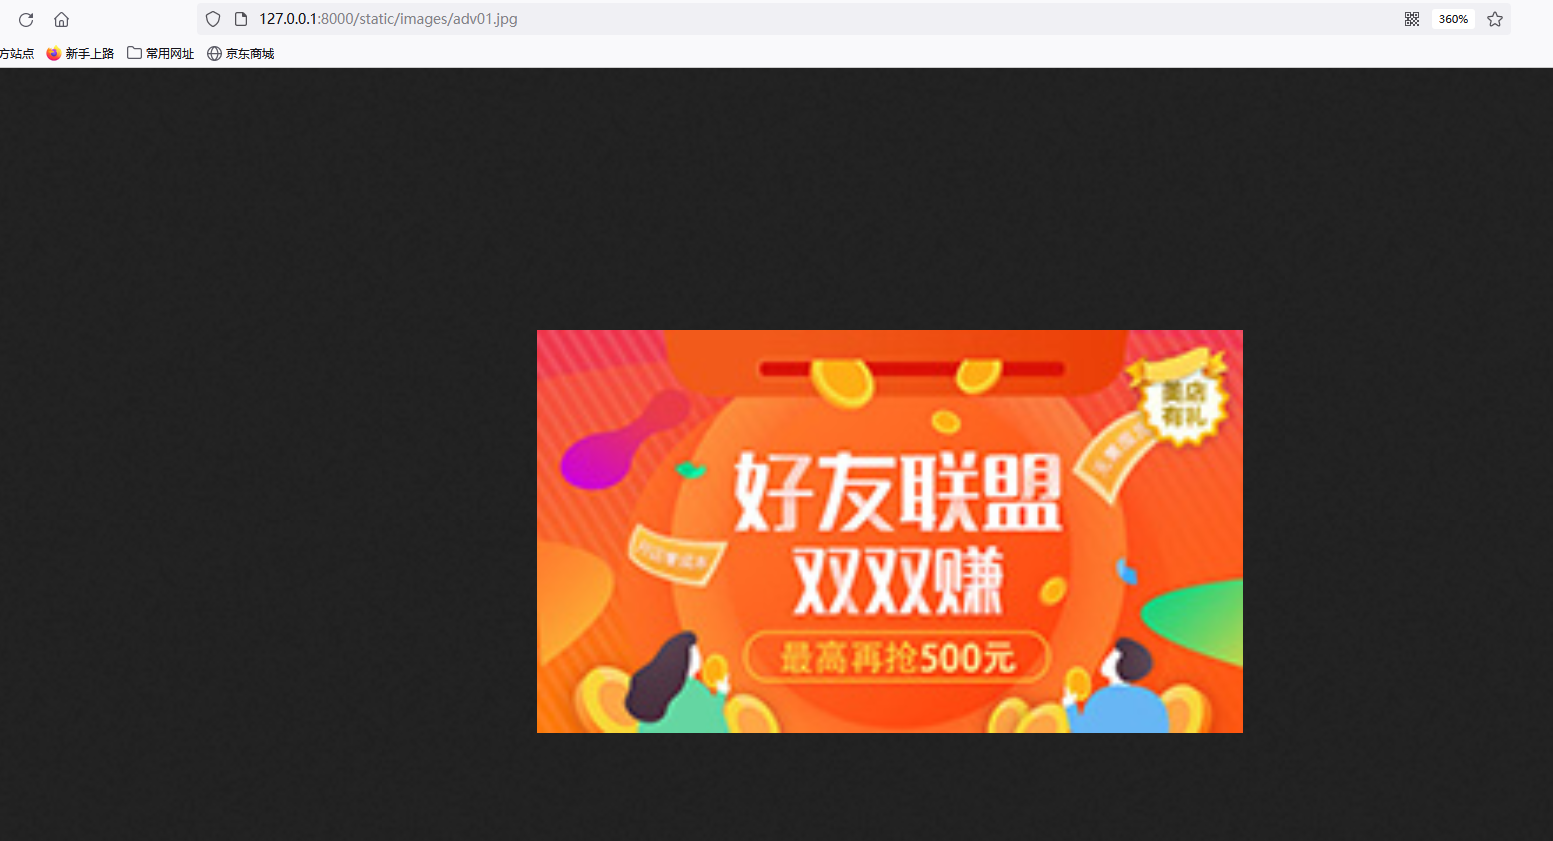 127.0.0.1:8000/static/images/adv01.jpg
360%
方站点
新手上路
常用网址
京东商城
美店
有礼
好友联盟
双双赚
最高再抢500元